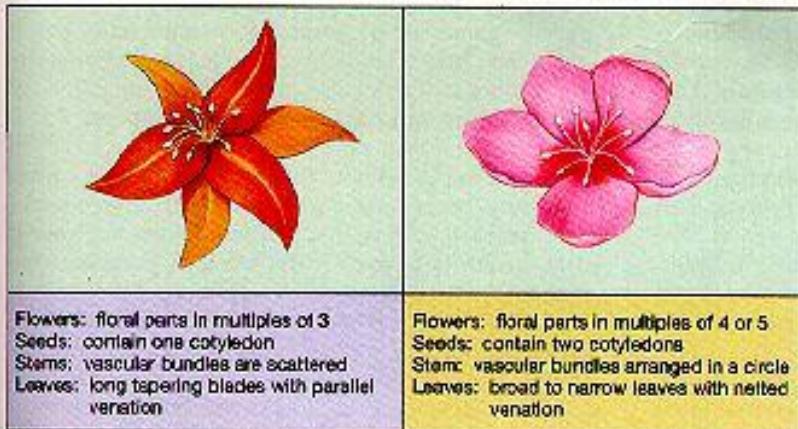 Flowers: floral parts in multiples of 3
Seeds: contain one cotyledon
Stems: vascular bundles are scattered
Leaves: long tapering blades with parallel
venation
Flowers: floral parts in multiples of 4 or 5
Seeds: contain two cotyledons
Stem: vascular bundles arranged in a circle
Leaves: broad to narrow leaves with netted
venation